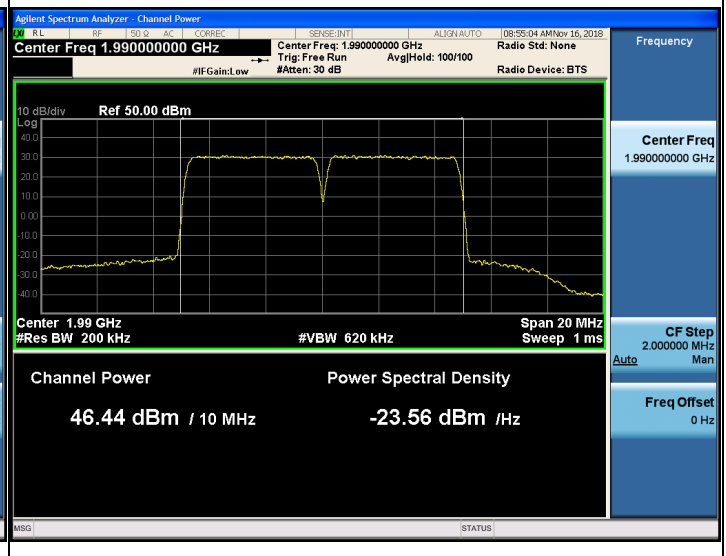 Agilent Spectrum Analyzer - Channel Power
LXI RL RF 50 Ω AC CORREC SENSE:INT ALIGN AUTO 08:55:04 AM Nov 16, 2018
Center Freq 1.990000000 GHz
Center Freq: 1.990000000 GHz Radio Std: None
Trig: Free Run Avg|Hold: 100/100
#IFGain:Low #Atten: 30 dB Radio Device: BTS
10 dB/div Ref 50.00 dBm
Log
40.0
30.0
20.0
10.0
0.00
-10.0
-20.0
-30.0
-40.0
Center 1.99 GHz Span 20 MHz
#Res BW 200 kHz #VBW 620 kHz Sweep 1 ms
Channel Power Power Spectral Density
46.44 dBm / 10 MHz -23.56 dBm /Hz
MSG STATUS
Frequency
Center Freq
1.990000000 GHz
CF Step
2.000000 MHz
Auto Man
Freq Offset
0 Hz